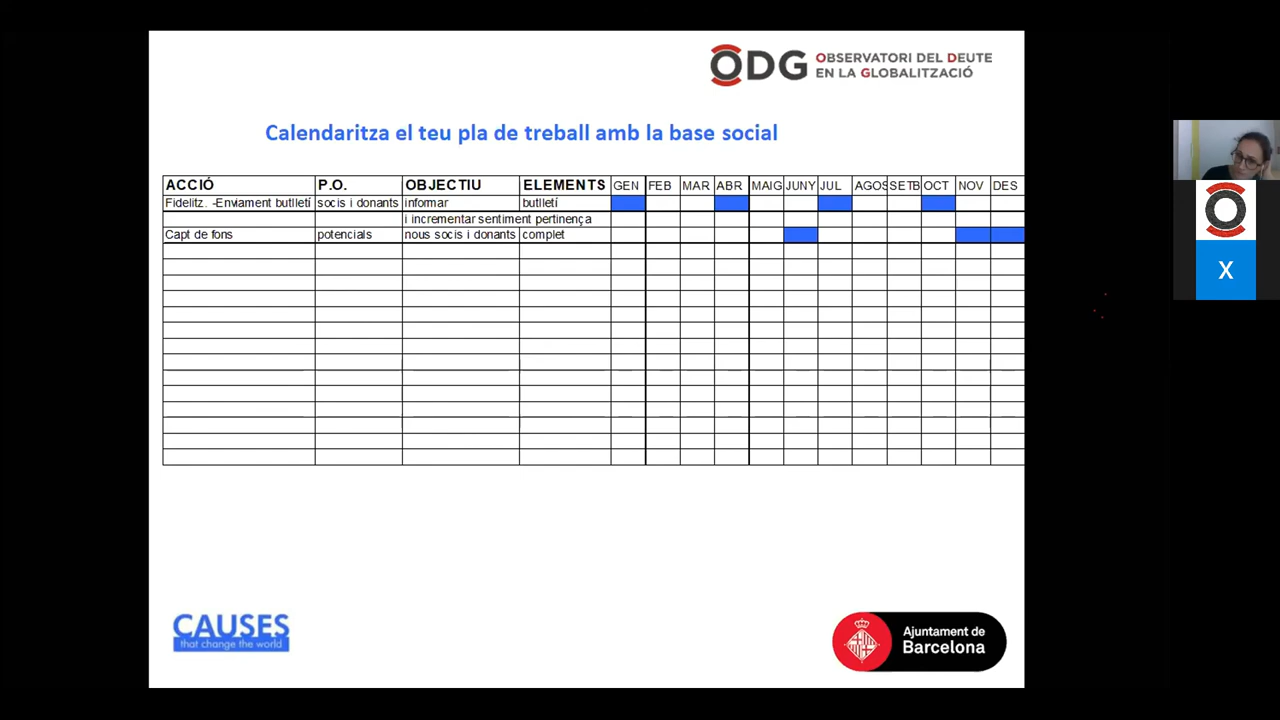 ODG OBSERVATORI DEL DEUTE
EN LA GLOBALITZACIÓ
Calendaritza el teu pla de treball amb la base social
ACCIÓ P.O. OBJECTIU ELEMENTS GEN FEB MAR ABR MAIG JUNY JUL AGOS SETB OCT NOV DES
Fidelitz. -Enviament butlletí socis i donants informar butlletí
i incrementar sentiment pertinença
Capt de fons potencials nous socis i donants complet
X
CAUSES
that change the world
Ajuntament de
Barcelona